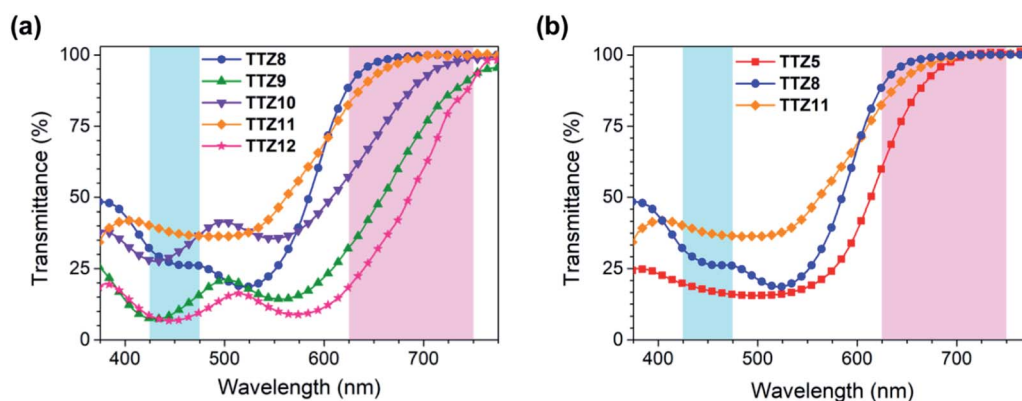 (a)
Transmittance (%)
100
75
50
25
0
TTZ8
TTZ9
TTZ10
TTZ11
TTZ12
400
500
600
700
Wavelength (nm)
(b)
Transmittance (%)
100
75
50
25
0
TTZ5
TTZ8
TTZ11
400
500
600
700
Wavelength (nm)